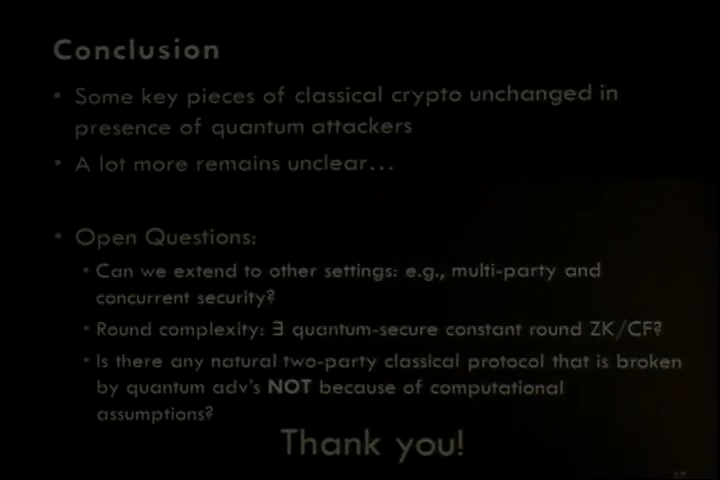 Conclusion
• Some key pieces of classical crypto unchanged in
presence of quantum attackers
• A lot more remains unclear…
• Open Questions:
• Can we extend to other settings: e.g., multi-party and
concurrent security?
• Round complexity: ∃ quantum-secure constant round ZK/CF?
• Is there any natural two-party classical protocol that is broken
by quantum adv's NOT because of computational
assumptions?
Thank you!